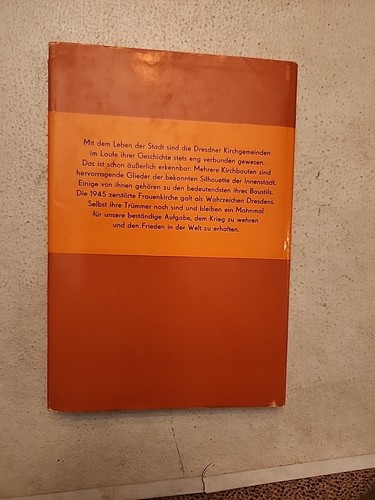 Mit dem Leben der Stadt sind die Dresdner Kirchgemeinden
im Laufe ihrer Geschichte stets eng verbunden gewesen.
Das ist schon äußerlich erkennbar. Mehrere Kirchbauten sind
hervorragende Glieder der bekannten Silhouette der Innenstadt.
Einige von ihnen gehören zu den bedeutendsten ihres Baustils.
Die 1945 zerstörte Frauenkirche galt als Wahrzeichen Dresdens.
Selbst ihre Trümmer noch sind und bleiben ein Mahnmal
für unsere beständige Aufgabe, dem Krieg zu wehren
und den Frieden in der Welt zu erhalten.